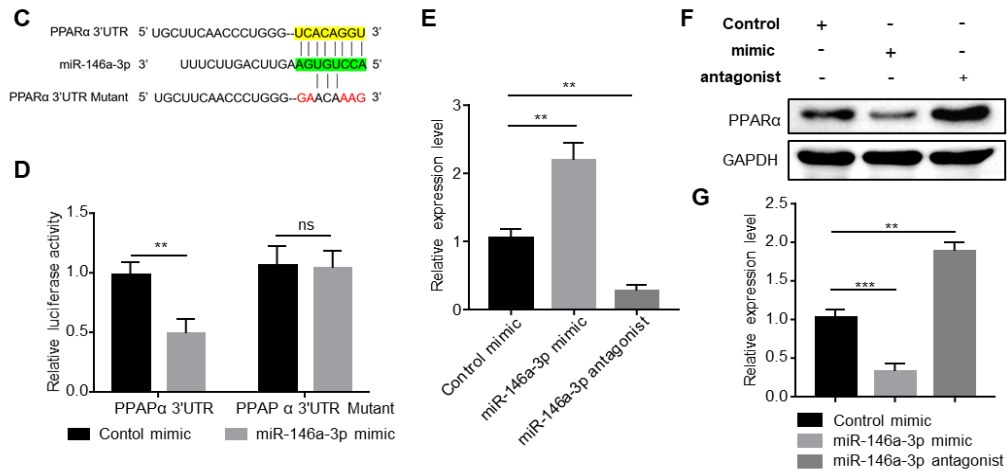 C
PPARα 3'UTR 5' UGCUUCAACCCUGGG--UCACAGGU 3'
miR-146a-3p 3' UUUCUUGACUUGAAGUGUCCA 5'
PPARα 3'UTR Mutant 5' UGCUUCAACCCUGGG--GAACAAAG 3'
D
Relative luciferase activity
1.5
1.0
0.5
0.0
**
ns
PPAPα 3'UTR
PPAP α 3'UTR Mutant
Contol mimic
miR-146a-3p mimic
E
Relative expression level
3
2
1
0
**
**
Control mimic
miR-146a-3p mimic
miR-146a-3p antagonist
F
Control + - -
mimic - + -
antagonist - - +
PPARα
GAPDH
G
Relative expression level
2.5
2.0
1.5
1.0
0.5
0.0
**
***
Control mimic
miR-146a-3p mimic
miR-146a-3p antagonist